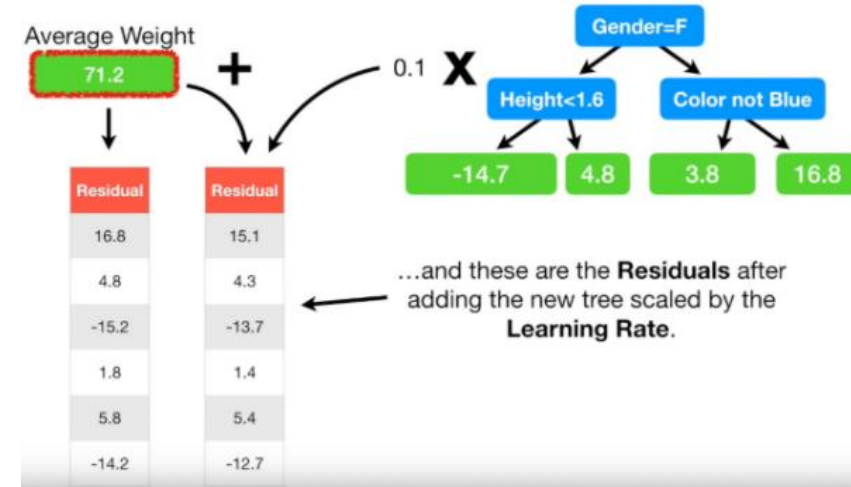 Average Weight
71.2
+
0.1 X
Gender=F
Height<1.6
Color not Blue
-14.7
4.8
3.8
16.8
Residual Residual
16.8 15.1
4.8 4.3
-15.2 -13.7
1.8 1.4
5.8 5.4
-14.2 -12.7
...and these are the Residuals after
adding the new tree scaled by the
Learning Rate.